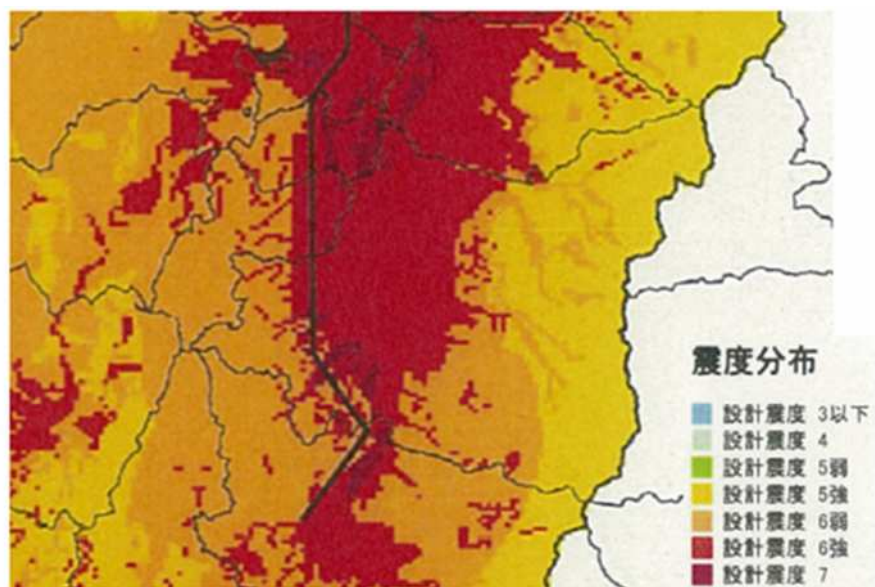 震度分布
設計震度 3以下
設計震度 4
設計震度 5弱
設計震度 5強
設計震度 6弱
設計震度 6強
設計震度 7